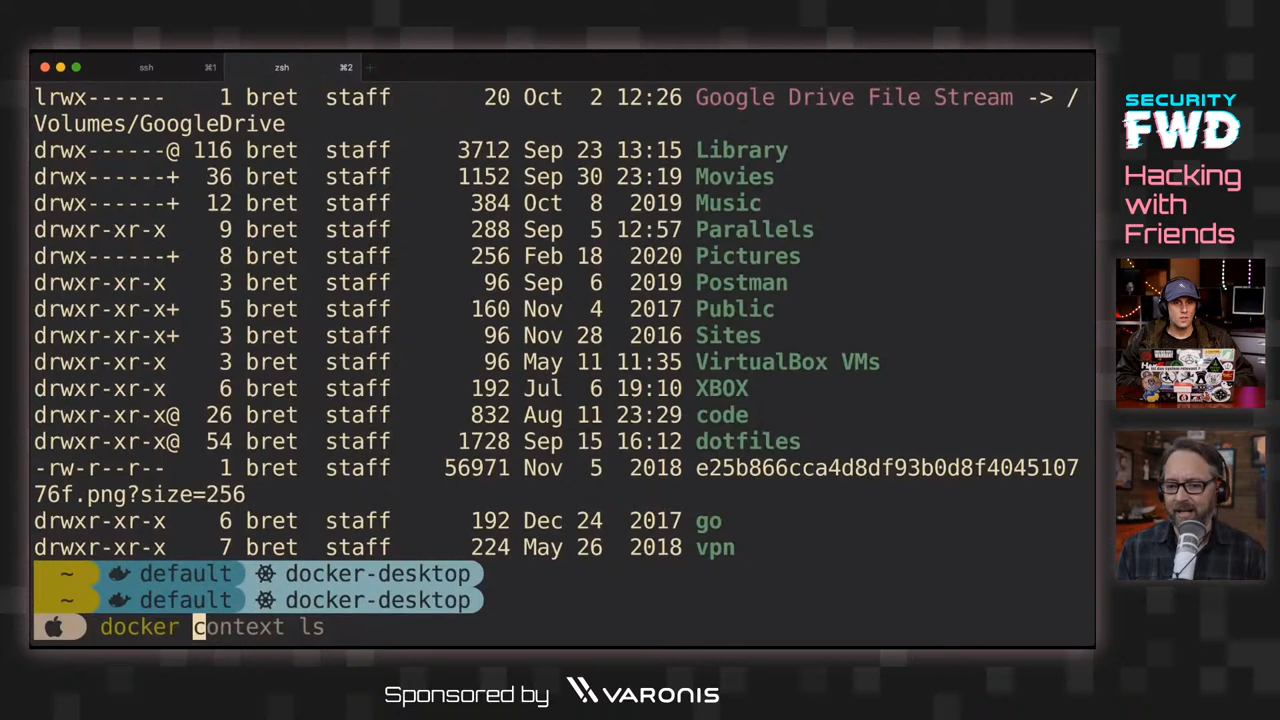 ssh ⌘1 zsh ⌘2 +
lrwx------ 1 bret staff 20 Oct 2 12:26 Google Drive File Stream -> /
Volumes/GoogleDrive
drwx------@ 116 bret staff 3712 Sep 23 13:15 Library
drwx------+ 36 bret staff 1152 Sep 30 23:19 Movies
drwx------+ 12 bret staff 384 Oct 8 2019 Music
drwxr-xr-x 9 bret staff 288 Sep 5 12:57 Parallels
drwx------+ 8 bret staff 256 Feb 18 2020 Pictures
drwxr-xr-x 3 bret staff 96 Sep 6 2019 Postman
drwxr-xr-x+ 5 bret staff 160 Nov 4 2017 Public
drwxr-xr-x+ 3 bret staff 96 Nov 28 2016 Sites
drwxr-xr-x 3 bret staff 96 May 11 11:35 VirtualBox VMs
drwxr-xr-x 6 bret staff 192 Jul 6 19:10 XBOX
drwxr-xr-x@ 26 bret staff 832 Aug 11 23:29 code
drwxr-xr-x@ 54 bret staff 1728 Sep 15 16:12 dotfiles
-rw-r--r-- 1 bret staff 56971 Nov 5 2018 e25b866cca4d8df93b0d8f4045107
76f.png?size=256
drwxr-xr-x 6 bret staff 192 Dec 24 2017 go
drwxr-xr-x 7 bret staff 224 May 26 2018 vpn
~ default docker-desktop
~ default docker-desktop
docker context ls
SECURITY
FWD
Hacking
with
Friends
Sponsored by VARONIS